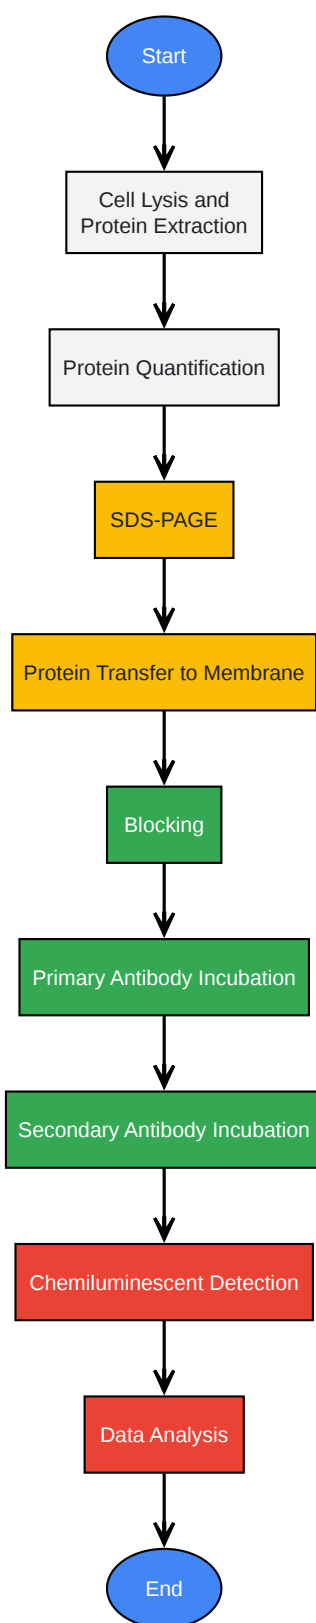 Start
Cell Lysis and
Protein Extraction
Protein Quantification
SDS-PAGE
Protein Transfer to Membrane
Blocking
Primary Antibody Incubation
Secondary Antibody Incubation
Chemiluminescent Detection
Data Analysis
End